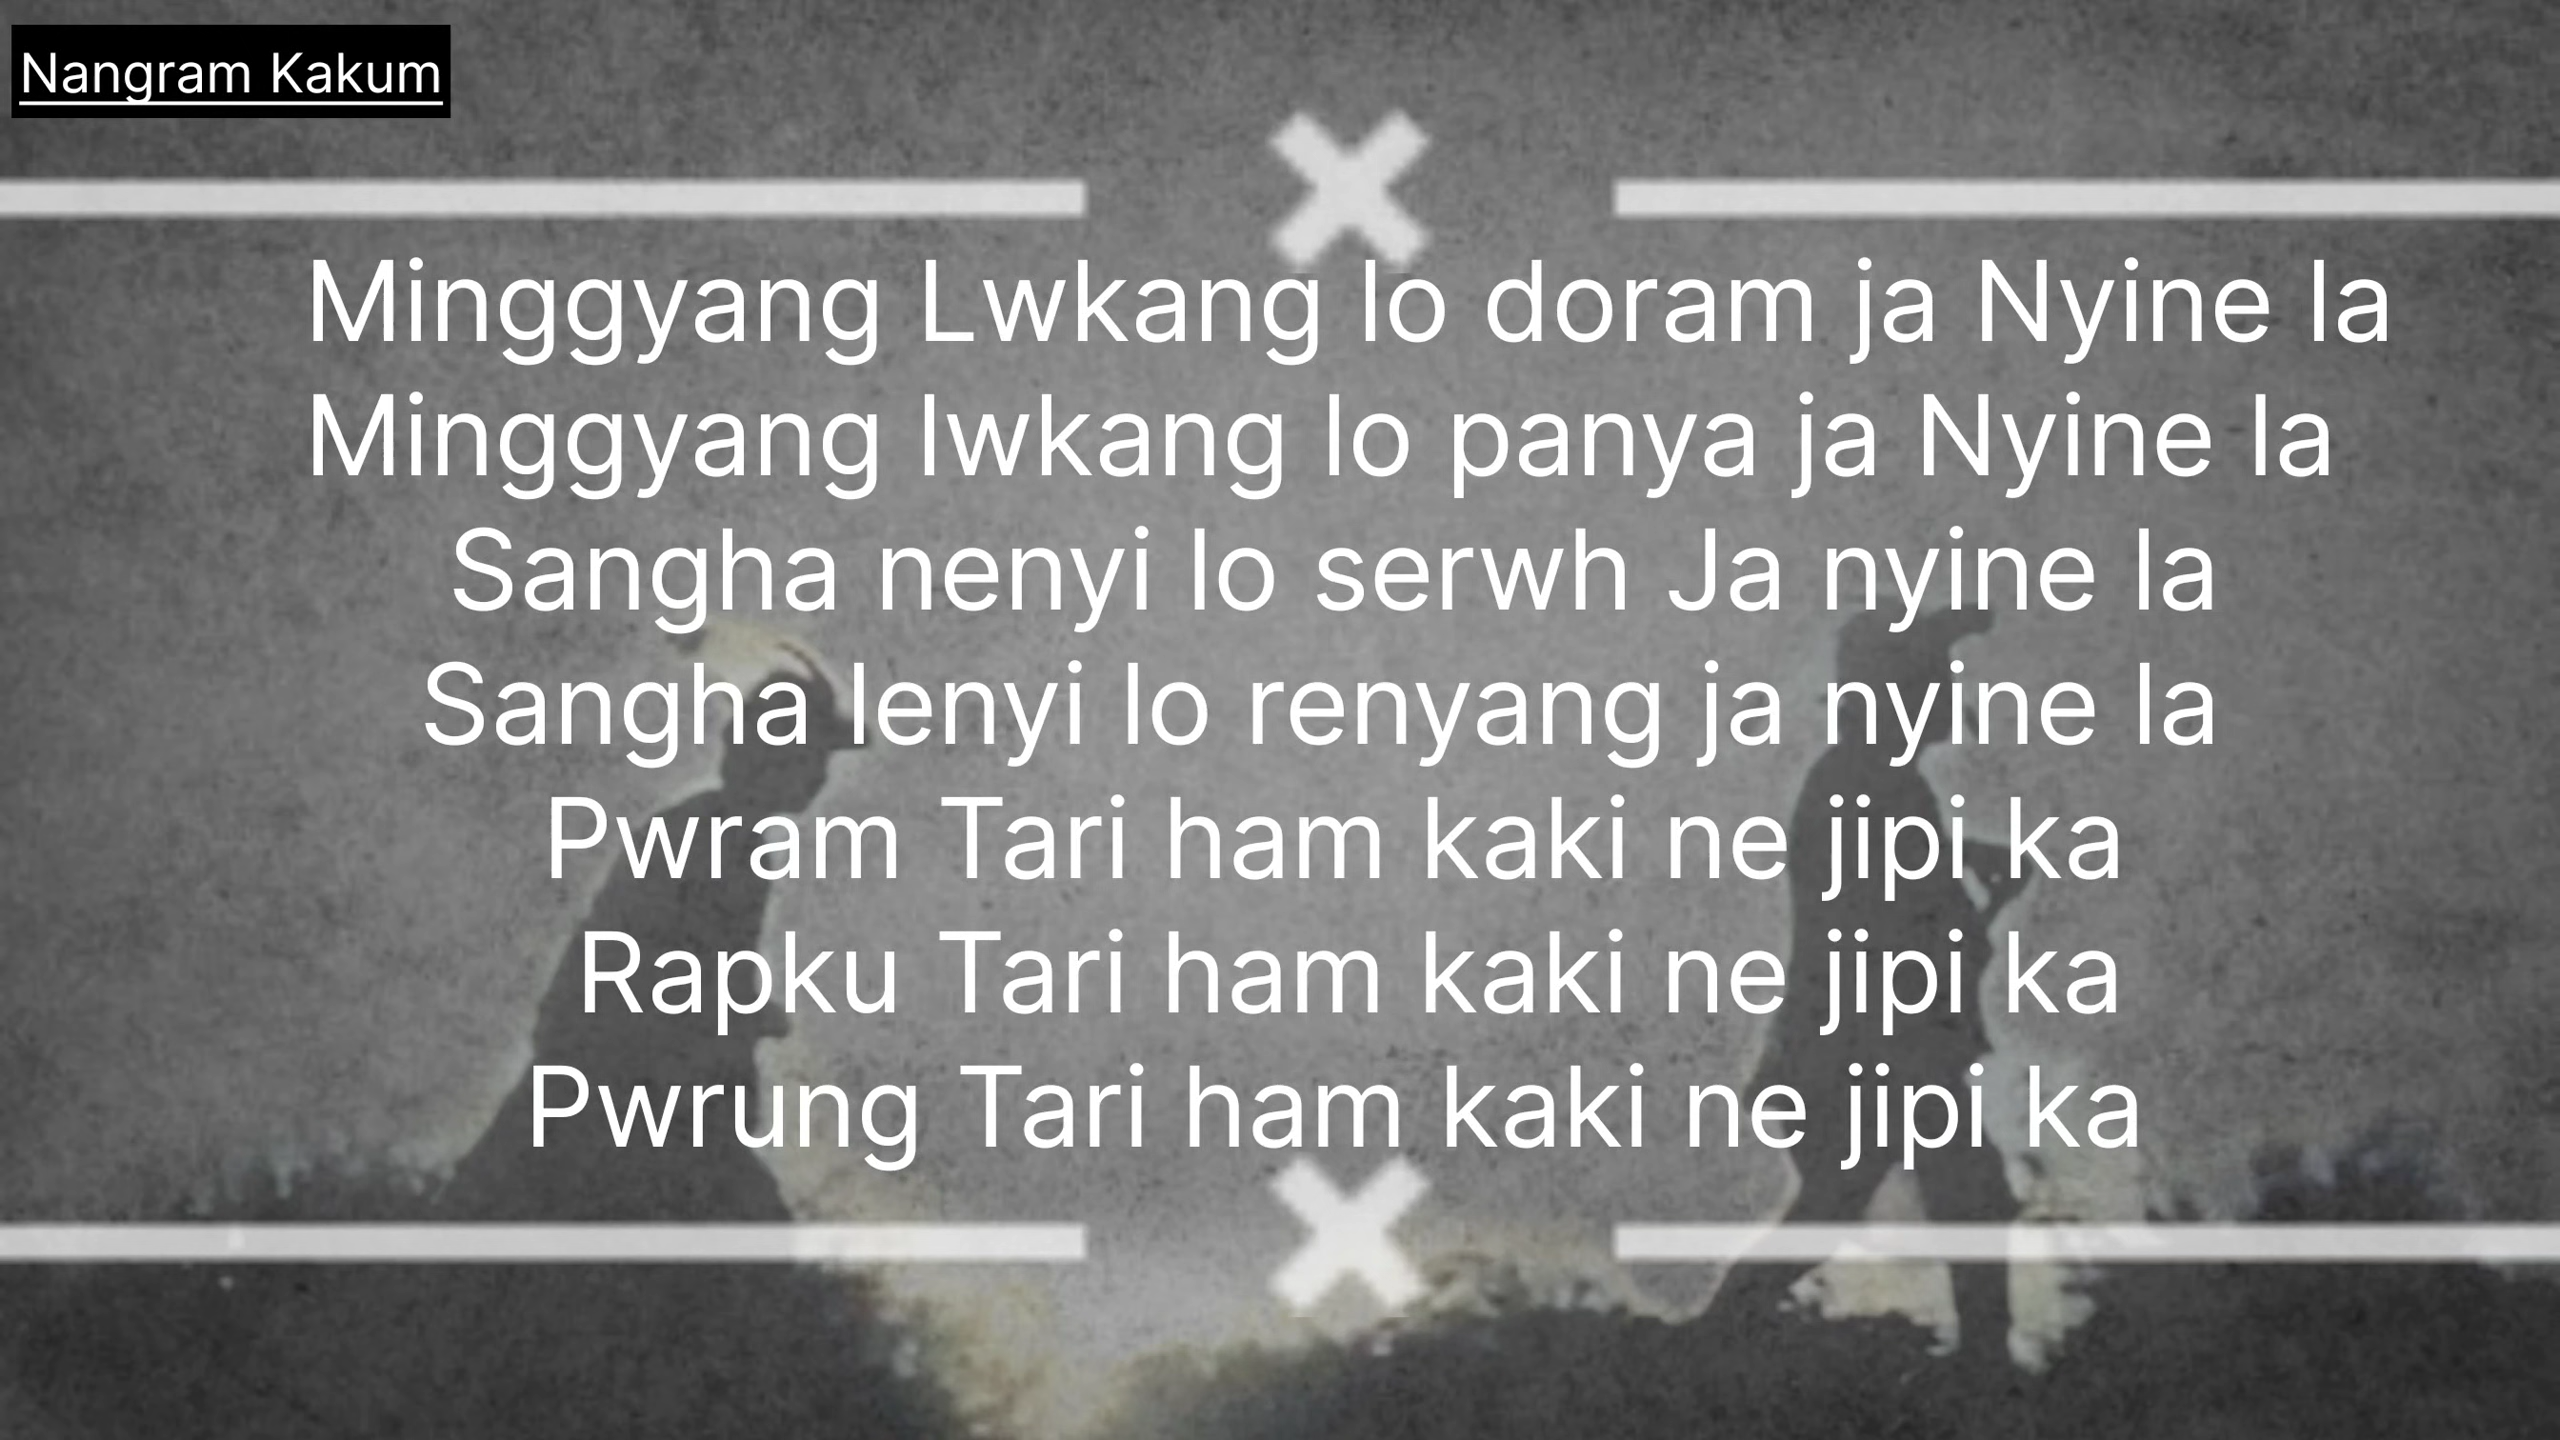 Nangram Kakum
Minggyang Lwkang lo doram ja Nyine la
Minggyang lwkang lo panya ja Nyine la
Sangha nenyi lo serwh Ja nyine la
Sangha lenyi lo renyang ja nyine la
Pwram Tari ham kaki ne jipi ka
Rapku Tari ham kaki ne jipi ka
Pwrung Tari ham kaki ne jipi ka